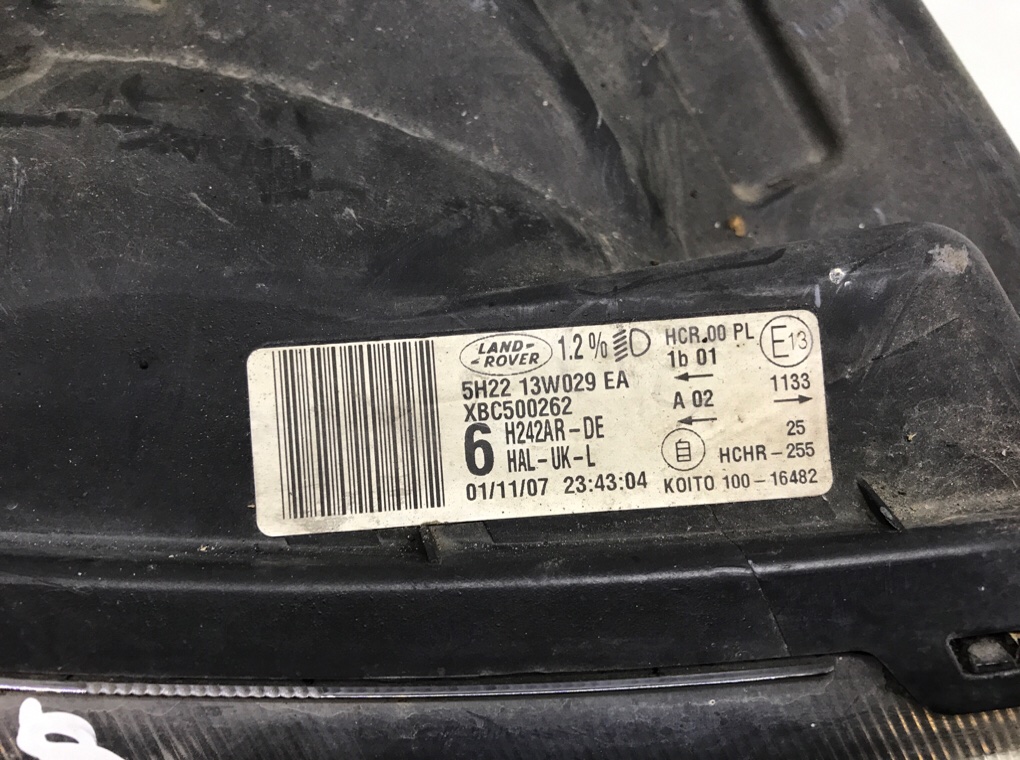 LAND-
-ROVER
1.2%
5H22 13W029 EA
XBC500262
6
H242AR-DE
HAL-UK-L
01/11/07 23:43:04
HCR.00 PL
1b 01
E13
1133
A 02
25
HCHR-255
KOITO 100-16482